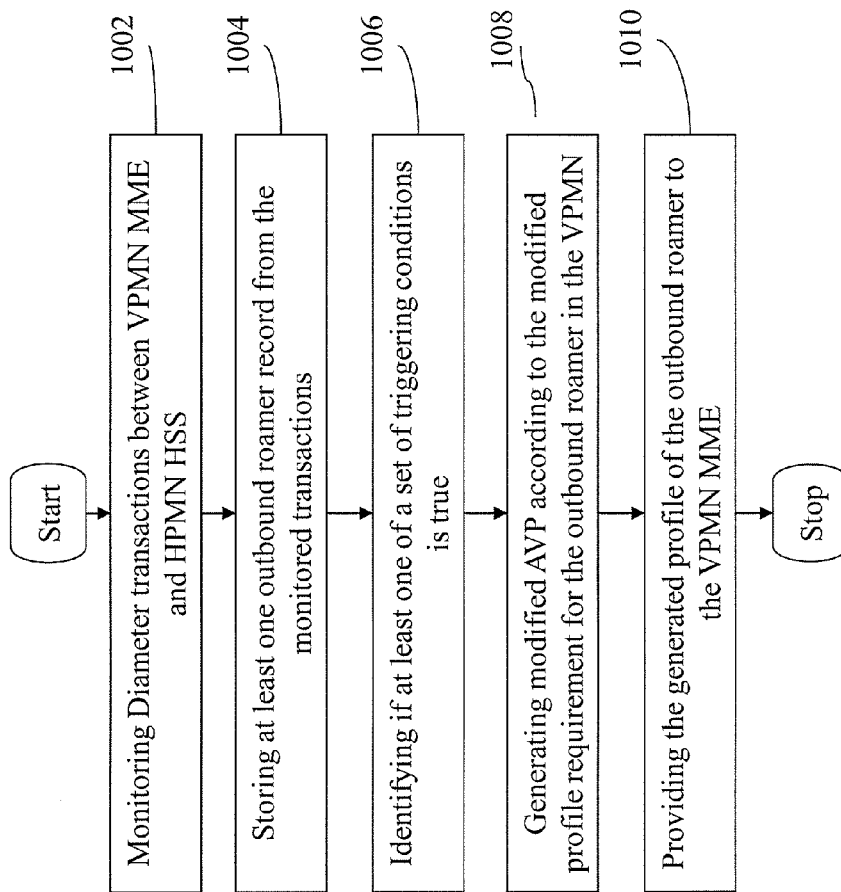 Start
Monitoring Diameter transactions between VPMN MME
and HPMN HSS
1002
Storing at least one outbound roamer record from the
monitored transactions
1004
Identifying if at least one of a set of triggering conditions
is true
1006
Generating modified AVP according to the modified
profile requirement for the outbound roamer in the VPMN
1008
Providing the generated profile of the outbound roamer to
the VPMN MME
1010
Stop